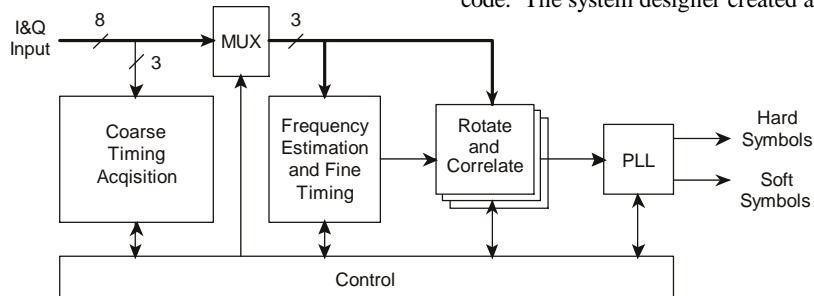 code. The system designer created a
I&Q
Input
8
3
MUX
3
Coarse
Timing
Acqisition
Frequency
Estimation
and Fine
Timing
Rotate
and
Correlate
PLL
Hard
Symbols
Soft
Symbols
Control